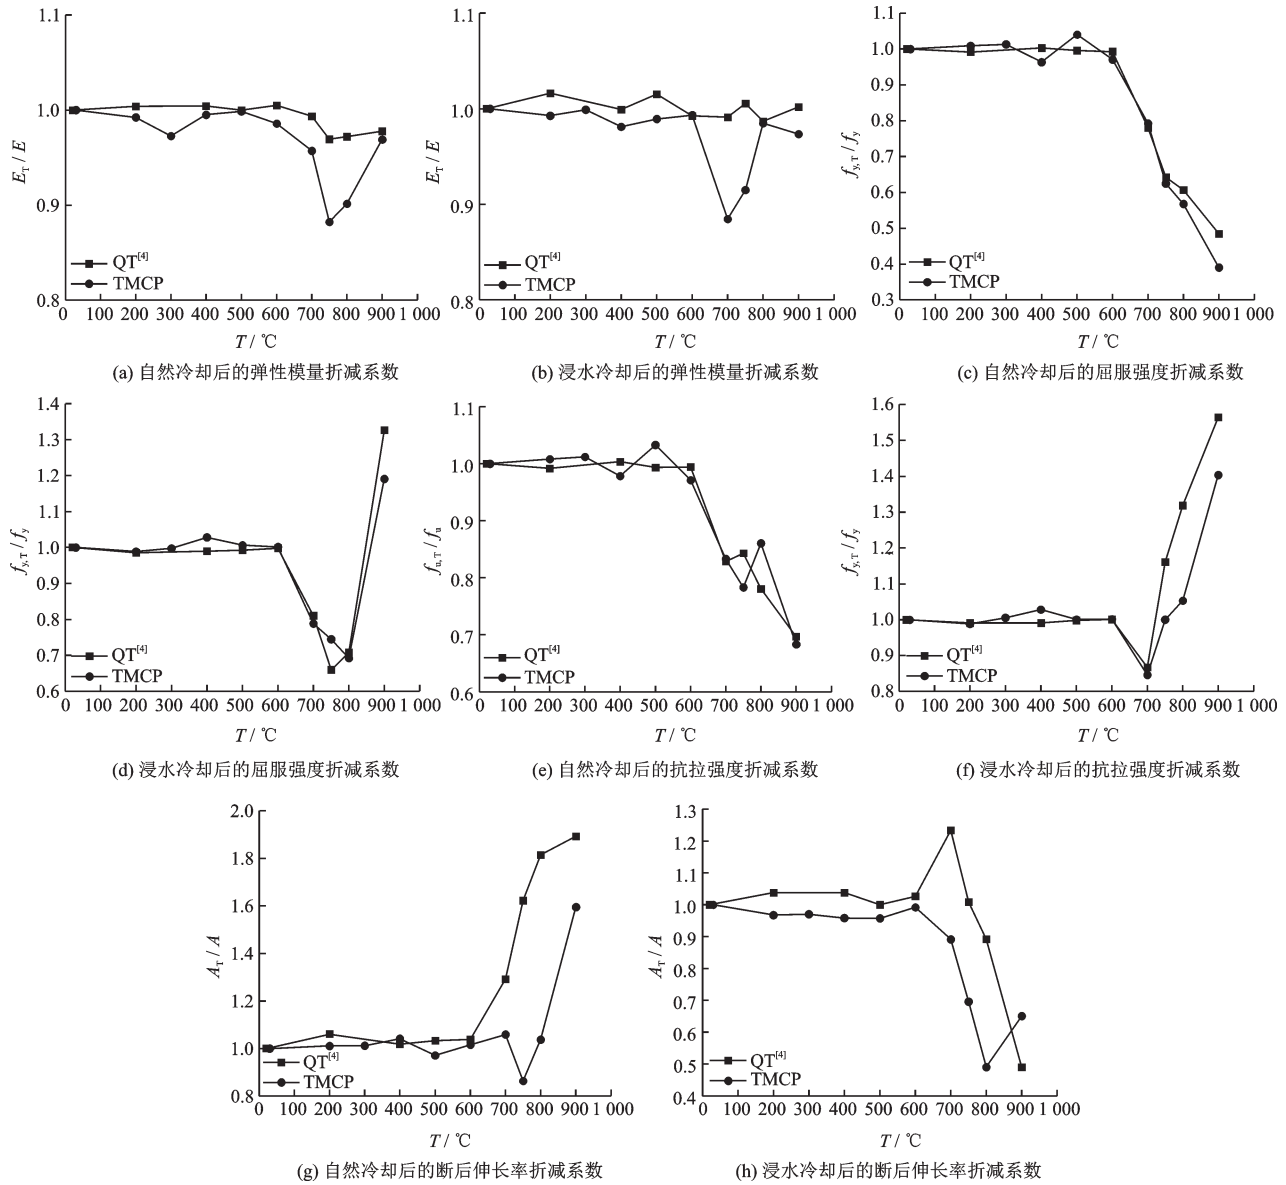 1.1
1.0
0.9
0.8
E_T / E
QT[4]
TMCP
0 100 200 300 400 500 600 700 800 900 1 000
T / ℃
(a) 自然冷却后的弹性模量折减系数
1.1
1.0
0.9
0.8
E_T / E
QT[4]
TMCP
0 100 200 300 400 500 600 700 800 900 1 000
T / ℃
(b) 浸水冷却后的弹性模量折减系数
1.1
1.0
0.9
0.8
0.7
0.6
0.5
0.4
0.3
f_y,T / f_y
QT[4]
TMCP
0 100 200 300 400 500 600 700 800 900 1 000
T / ℃
(c) 自然冷却后的屈服强度折减系数
1.4
1.3
1.2
1.1
1.0
0.9
0.8
0.7
0.6
f_y,T / f_y
QT[4]
TMCP
0 100 200 300 400 500 600 700 800 900 1 000
T / ℃
(d) 浸水冷却后的屈服强度折减系数
1.1
1.0
0.9
0.8
0.7
0.6
f_u,T / f_u
QT[4]
TMCP
0 100 200 300 400 500 600 700 800 900 1 000
T / ℃
(e) 自然冷却后的抗拉强度折减系数
1.6
1.5
1.4
1.3
1.2
1.1
1.0
0.9
0.8
f_y,T / f_y
QT[4]
TMCP
0 100 200 300 400 500 600 700 800 900 1 000
T / ℃
(f) 浸水冷却后的抗拉强度折减系数
2.0
1.8
1.6
1.4
1.2
1.0
0.8
A_T / A
QT[4]
TMCP
0 100 200 300 400 500 600 700 800 900 1 000
T / ℃
(g) 自然冷却后的断后伸长率折减系数
1.3
1.2
1.1
1.0
0.9
0.8
0.7
0.6
0.5
0.4
A_T / A
QT[4]
TMCP
0 100 200 300 400 500 600 700 800 900 1 000
T / ℃
(h) 浸水冷却后的断后伸长率折减系数